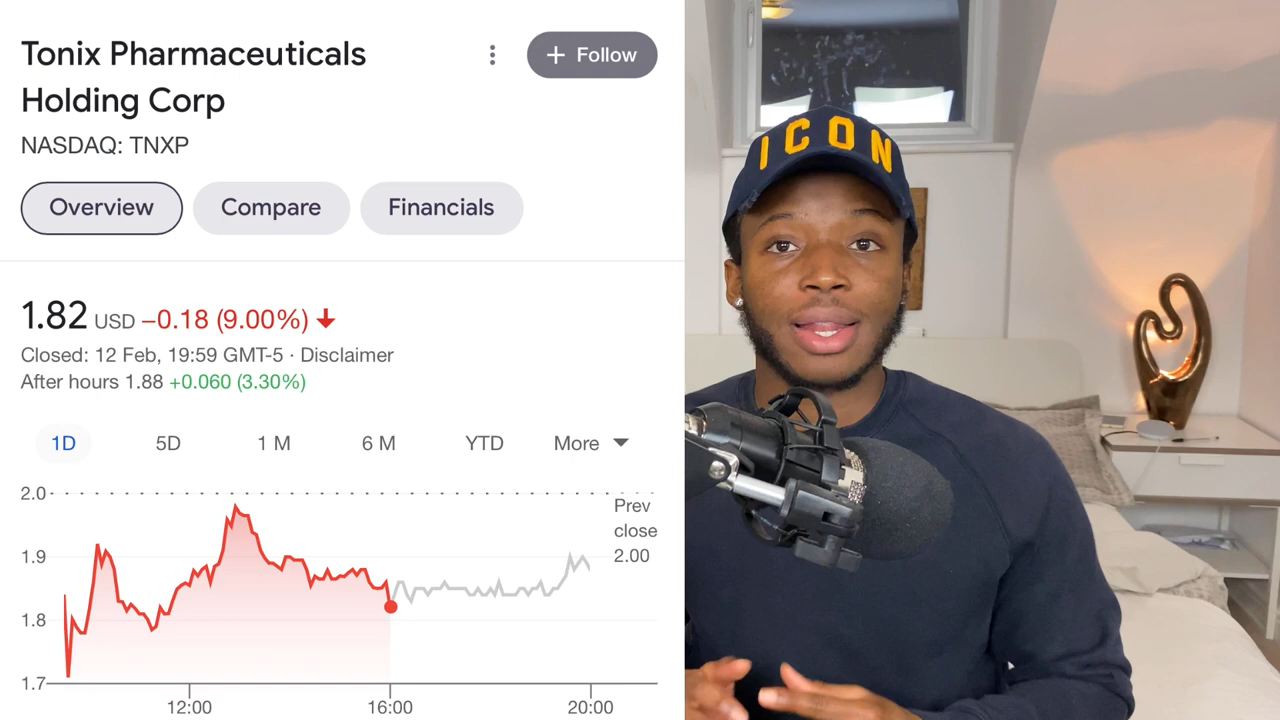 Tonix Pharmaceuticals
Holding Corp
+ Follow
NASDAQ: TNXP
Overview
Compare
Financials
1.82 USD −0.18 (9.00%)
Closed: 12 Feb, 19:59 GMT-5 · Disclaimer
After hours 1.88 +0.060 (3.30%)
1D 5D 1 M 6 M YTD More
2.0
1.9
1.8
1.7
Prev
close
2.00
12:00 16:00 20:00
ICON